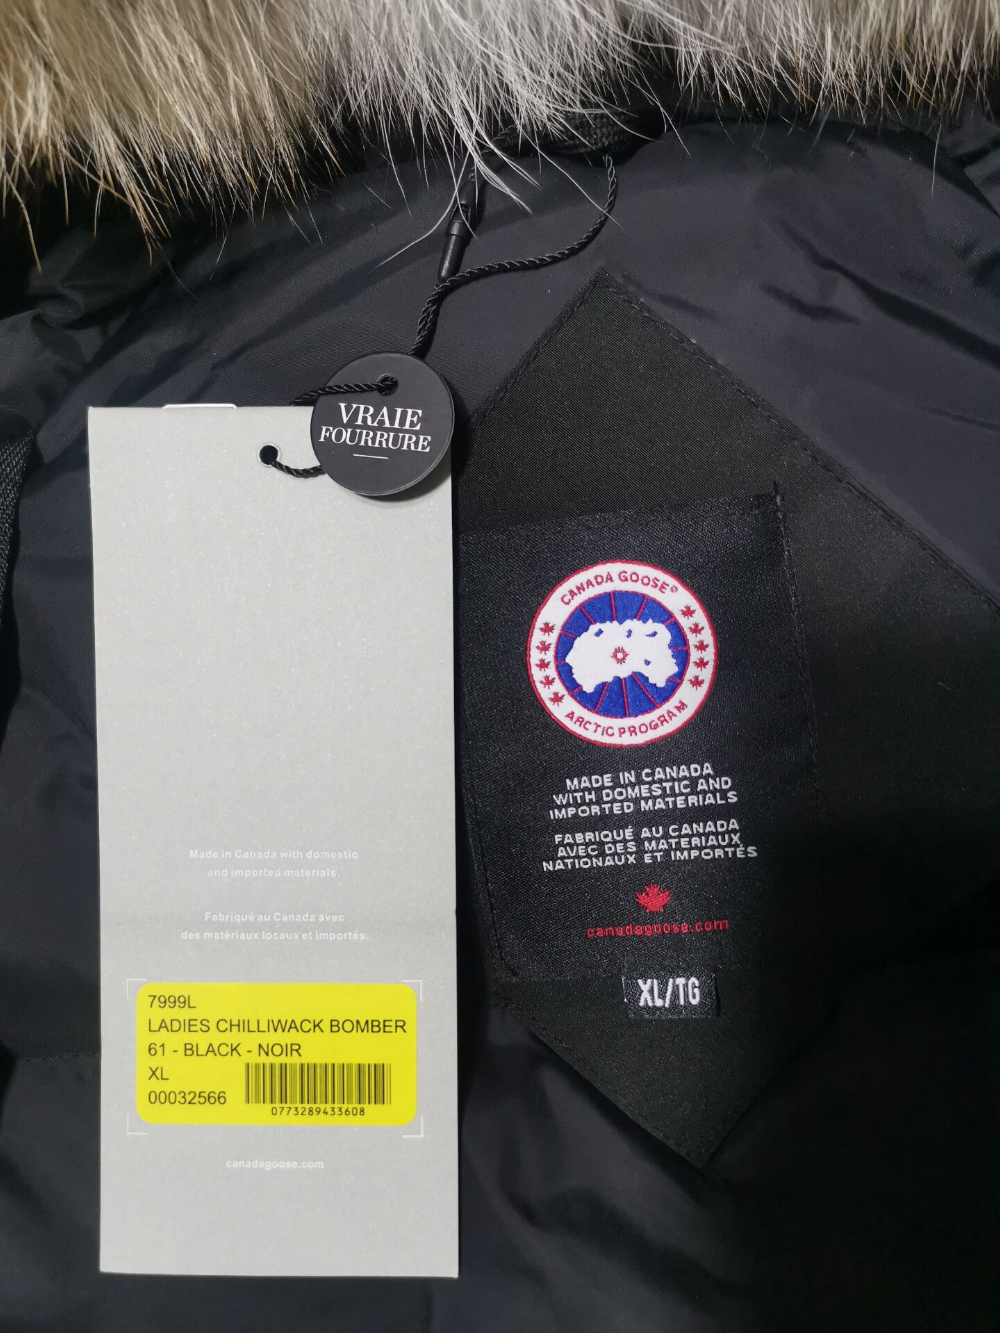 VRAIE
FOURRURE
CANADA GOOSE®
ARCTIC PROGRAM
MADE IN CANADA
WITH DOMESTIC AND
IMPORTED MATERIALS
FABRIQUÉ AU CANADA
AVEC DES MATERIAUX
NATIONAUX ET IMPORTÉS
canadagoose.com
XL/TG
Made in Canada with domestic
and imported materials.
Fabriqué au Canada avec
des matériaux locaux et importés.
7999L
LADIES CHILLIWACK BOMBER
61 - BLACK - NOIR
XL
00032566
0773289433608
canadagoose.com